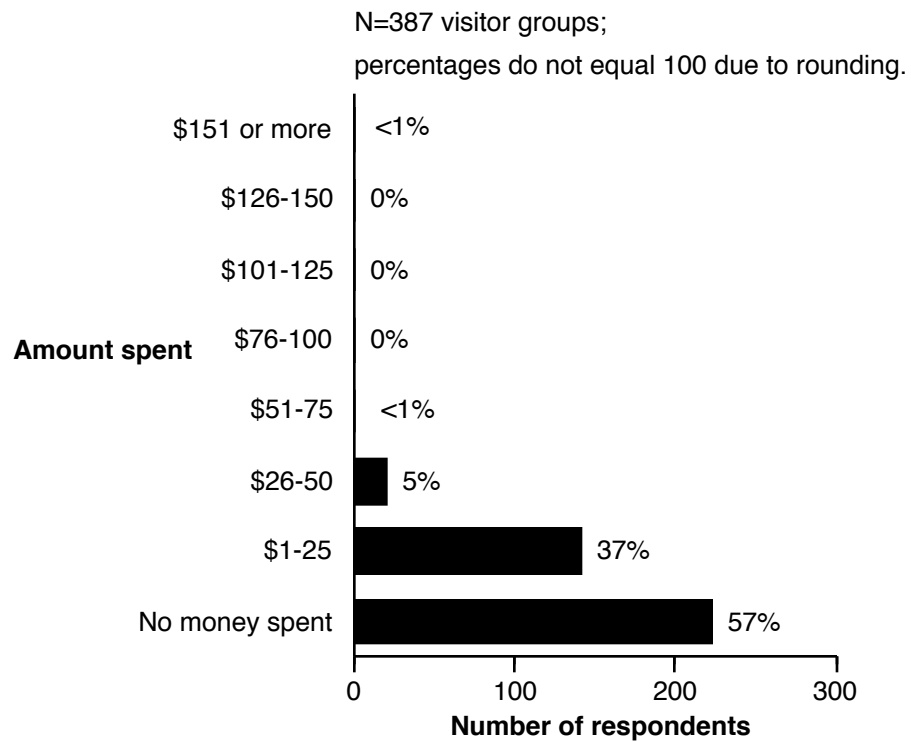 N=387 visitor groups;
percentages do not equal 100 due to rounding.
$151 or more <1%
$126-150 0%
$101-125 0%
Amount spent $76-100 0%
$51-75 <1%
$26-50 5%
$1-25 37%
No money spent 57%
0 100 200 300
Number of respondents